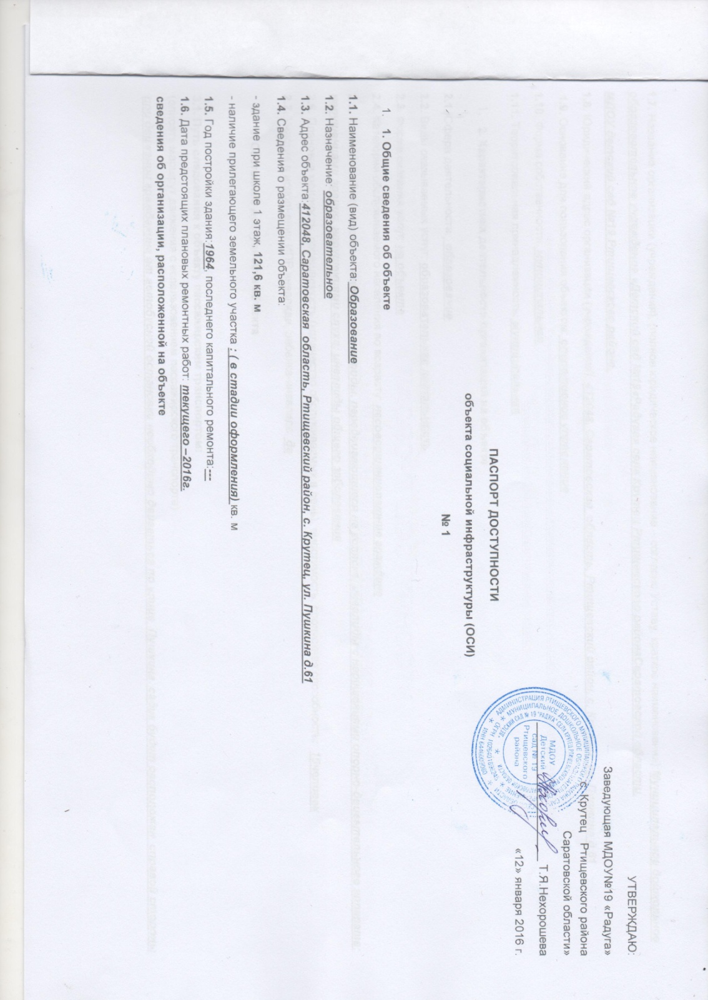 УТВЕРЖДАЮ:
Заведующая МДОУ№19 «Радуга»
с. Крутец Ртищевского района
Саратовской области»
Т.Я.Нехорошева
«12» января 2016 г.
МДОУ
Детский
сад № 19
Ртищевского
района
ПАСПОРТ ДОСТУПНОСТИ
объекта социальной инфраструктуры (ОСИ)
№ 1
1. 1. Общие сведения об объекте
1.1. Наименование (вид) объекта: Образование
1.2. Назначение: образовательное
1.3. Адрес объекта:412048, Саратовская область, Ртищевский район, с. Крутец, ул. Пушкина д.61
1.4. Сведения о размещении объекта:
- здание при школе 1 этаж, 121,6 кв. м
- наличие прилегающего земельного участка : ( в стадии оформления) кв. м
1.5. Год постройки здания:1964, последнего капитального ремонта:---
1.6. Дата предстоящих плановых ремонтных работ: текущего –2016г.
сведения об организации, расположенной на объекте